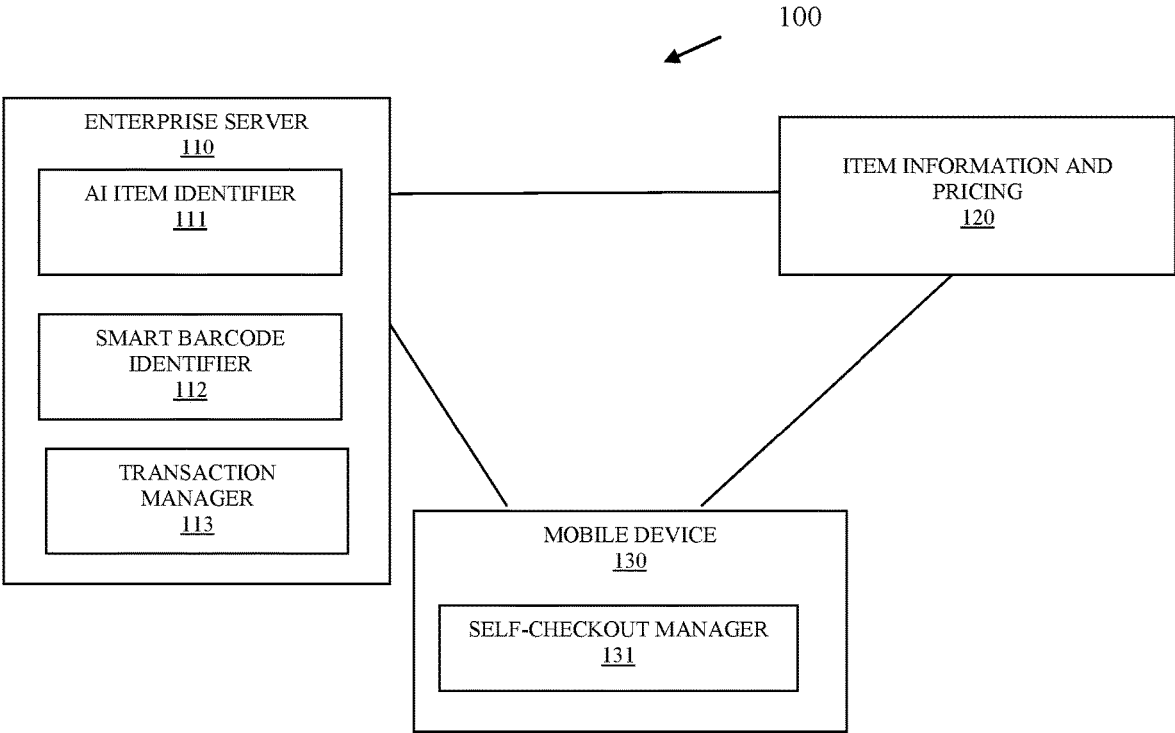 100
ENTERPRISE SERVER
110
AI ITEM IDENTIFIER
111
SMART BARCODE
IDENTIFIER
112
TRANSACTION
MANAGER
113
ITEM INFORMATION AND
PRICING
120
MOBILE DEVICE
130
SELF-CHECKOUT MANAGER
131